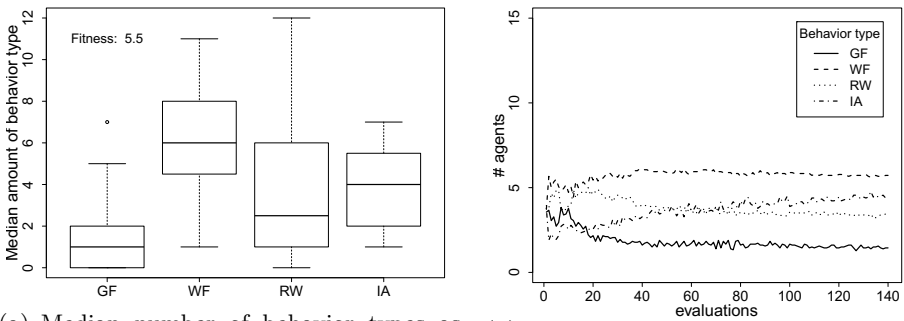 Median amount of behavior type
12
10
8
6
4
2
0
Fitness: 5.5
GF WF RW IA
# agents
15
10
5
0
Behavior type
GF
WF
RW
IA
0 20 40 60 80 100 120 140
evaluations
(a) Median number of behavior types as